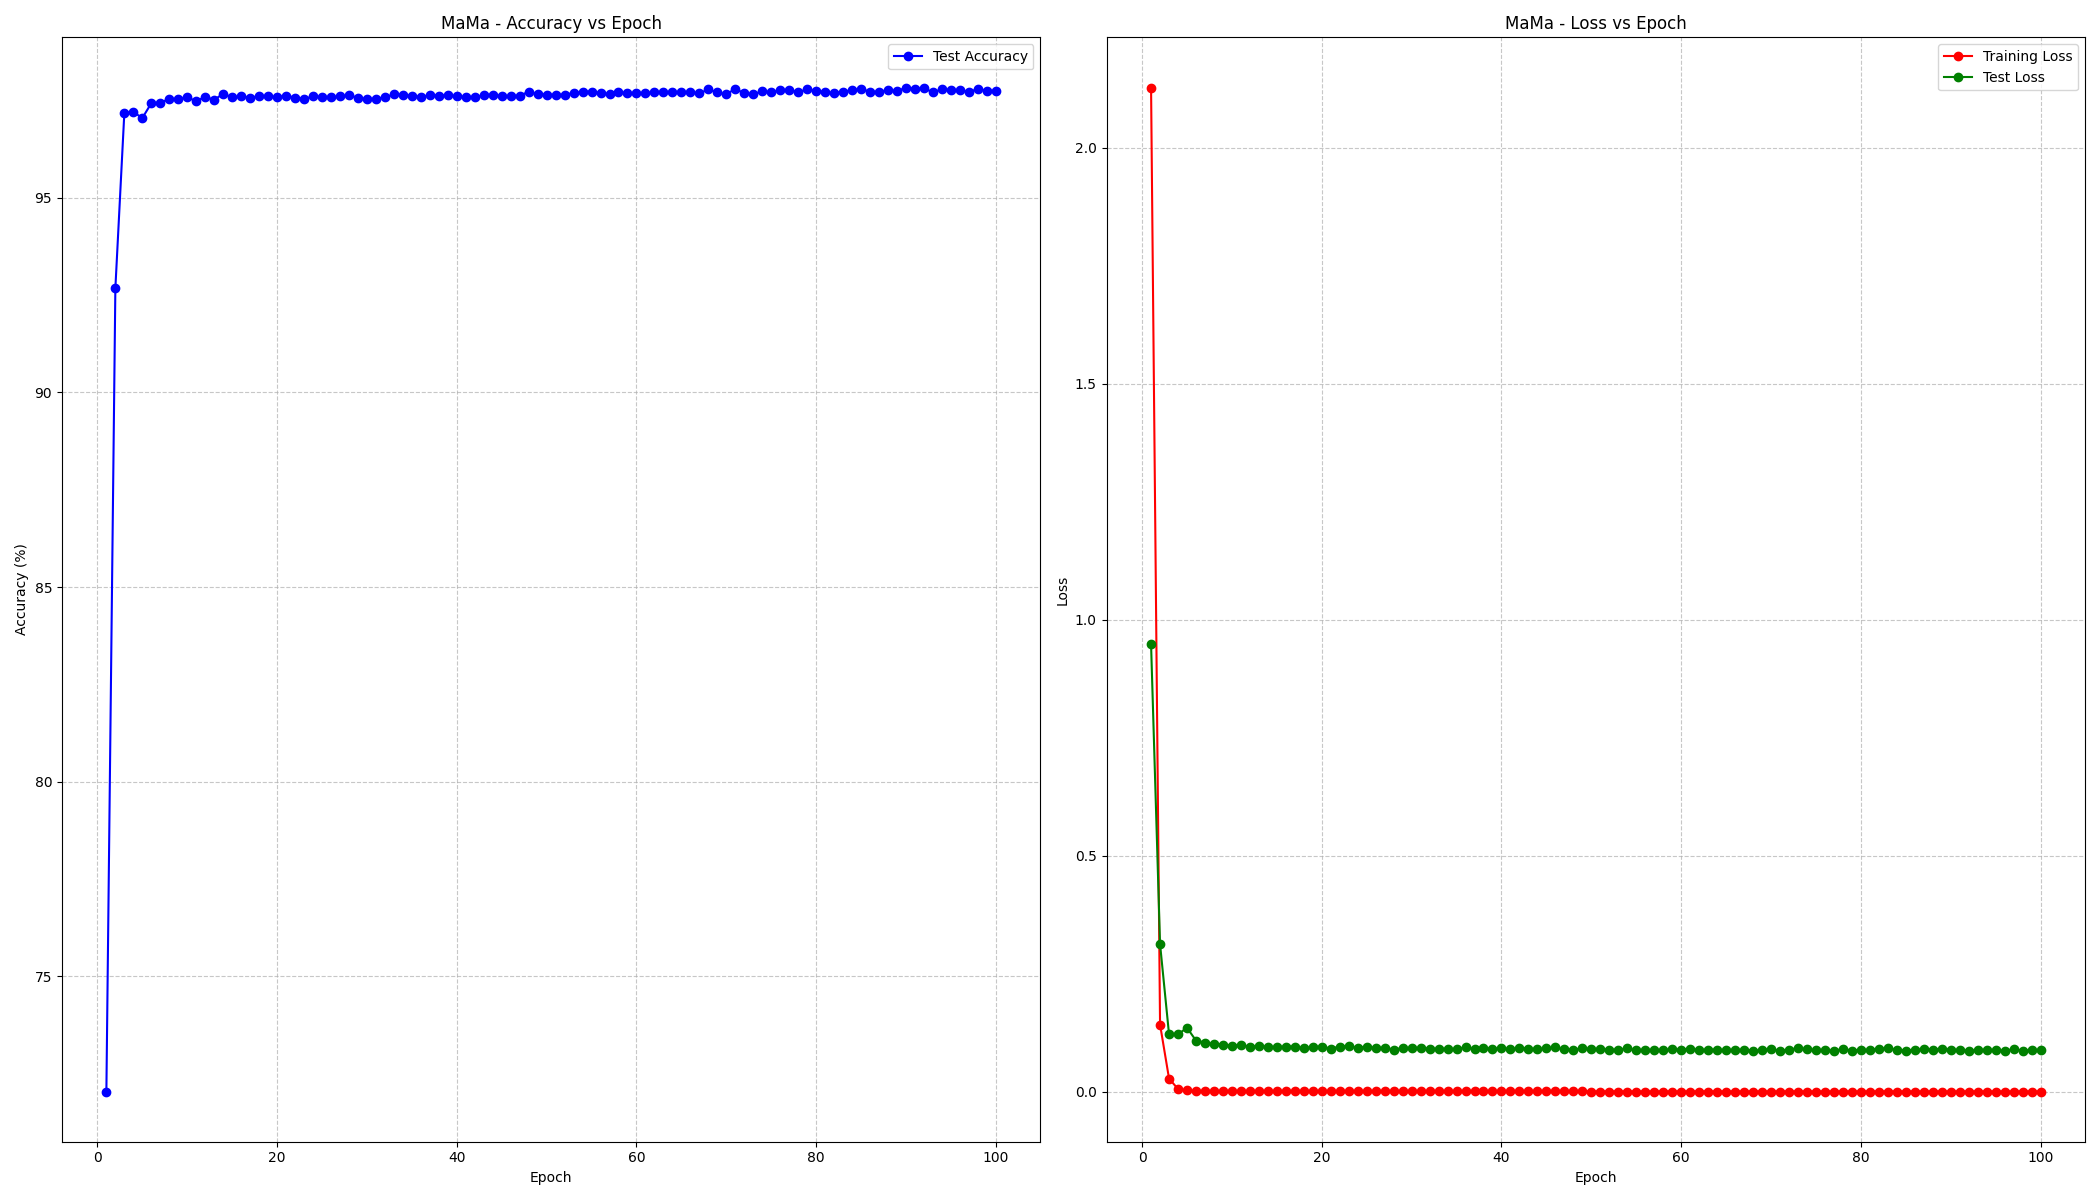 MaMa - Accuracy vs Epoch
Test Accuracy
95
90
85
80
75
Accuracy (%)
0 20 40 60 80 100
Epoch
MaMa - Loss vs Epoch
Training Loss
Test Loss
2.0
1.5
1.0
0.5
0.0
Loss
0 20 40 60 80 100
Epoch